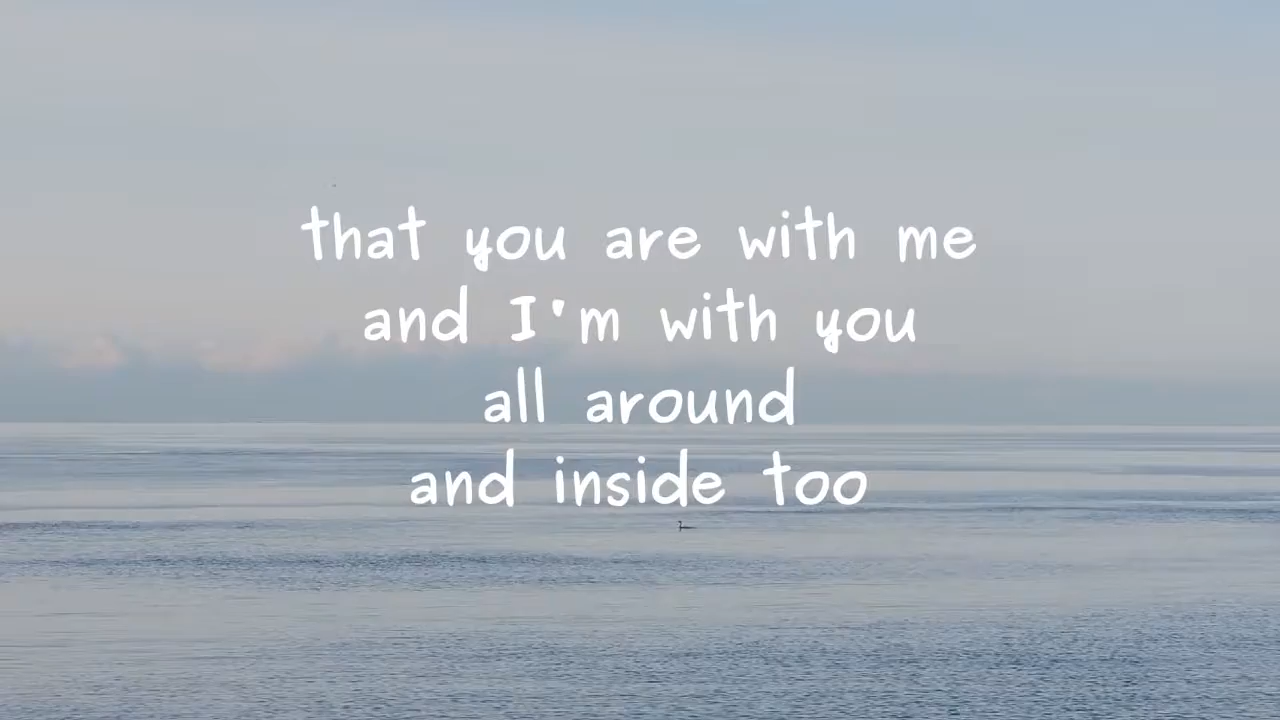 that you are with me
and I'm with you
all around
and inside too